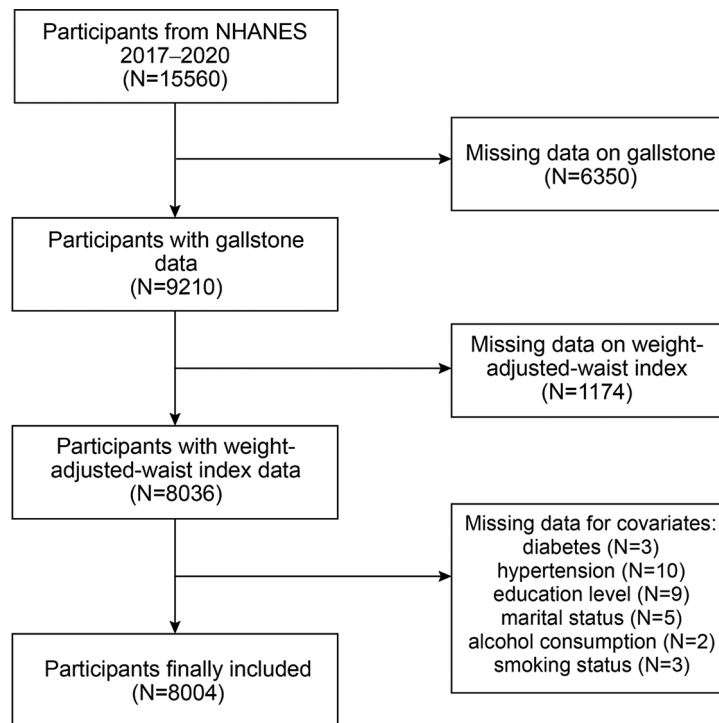 Participants from NHANES
2017–2020
(N=15560)
Missing data on gallstone
(N=6350)
Participants with gallstone
data
(N=9210)
Missing data on weight-
adjusted-waist index
(N=1174)
Participants with weight-
adjusted-waist index data
(N=8036)
Missing data for covariates:
diabetes (N=3)
hypertension (N=10)
education level (N=9)
marital status (N=5)
alcohol consumption (N=2)
smoking status (N=3)
Participants finally included
(N=8004)